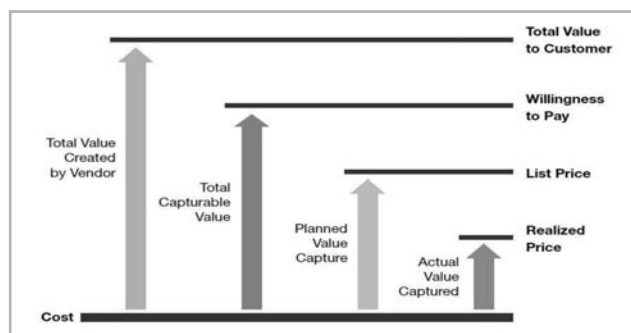 Total Value
to Customer
Willingness
to Pay
Total Value
Created
by Vendor
List Price
Total
Capturable
Value
Planned
Value
Capture
Realized
Price
Actual
Value
Captured
Cost